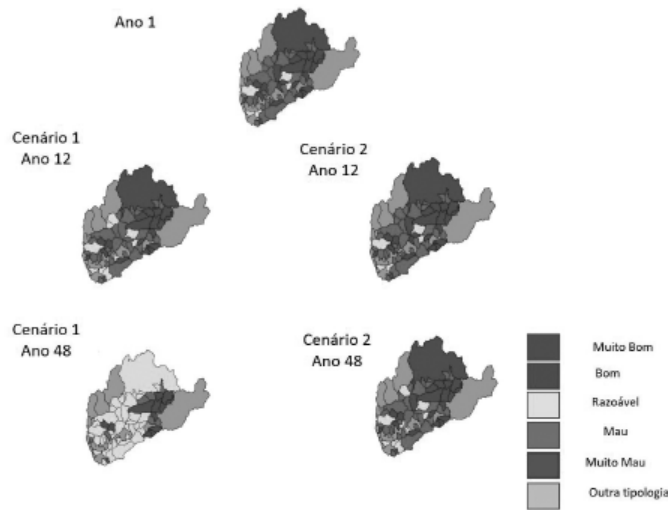 Ano 1
Cenário 1
Ano 12
Cenário 2
Ano 12
Cenário 1
Ano 48
Cenário 2
Ano 48
Muito Bom
Bom
Razoável
Mau
Muito Mau
Outra tipologia